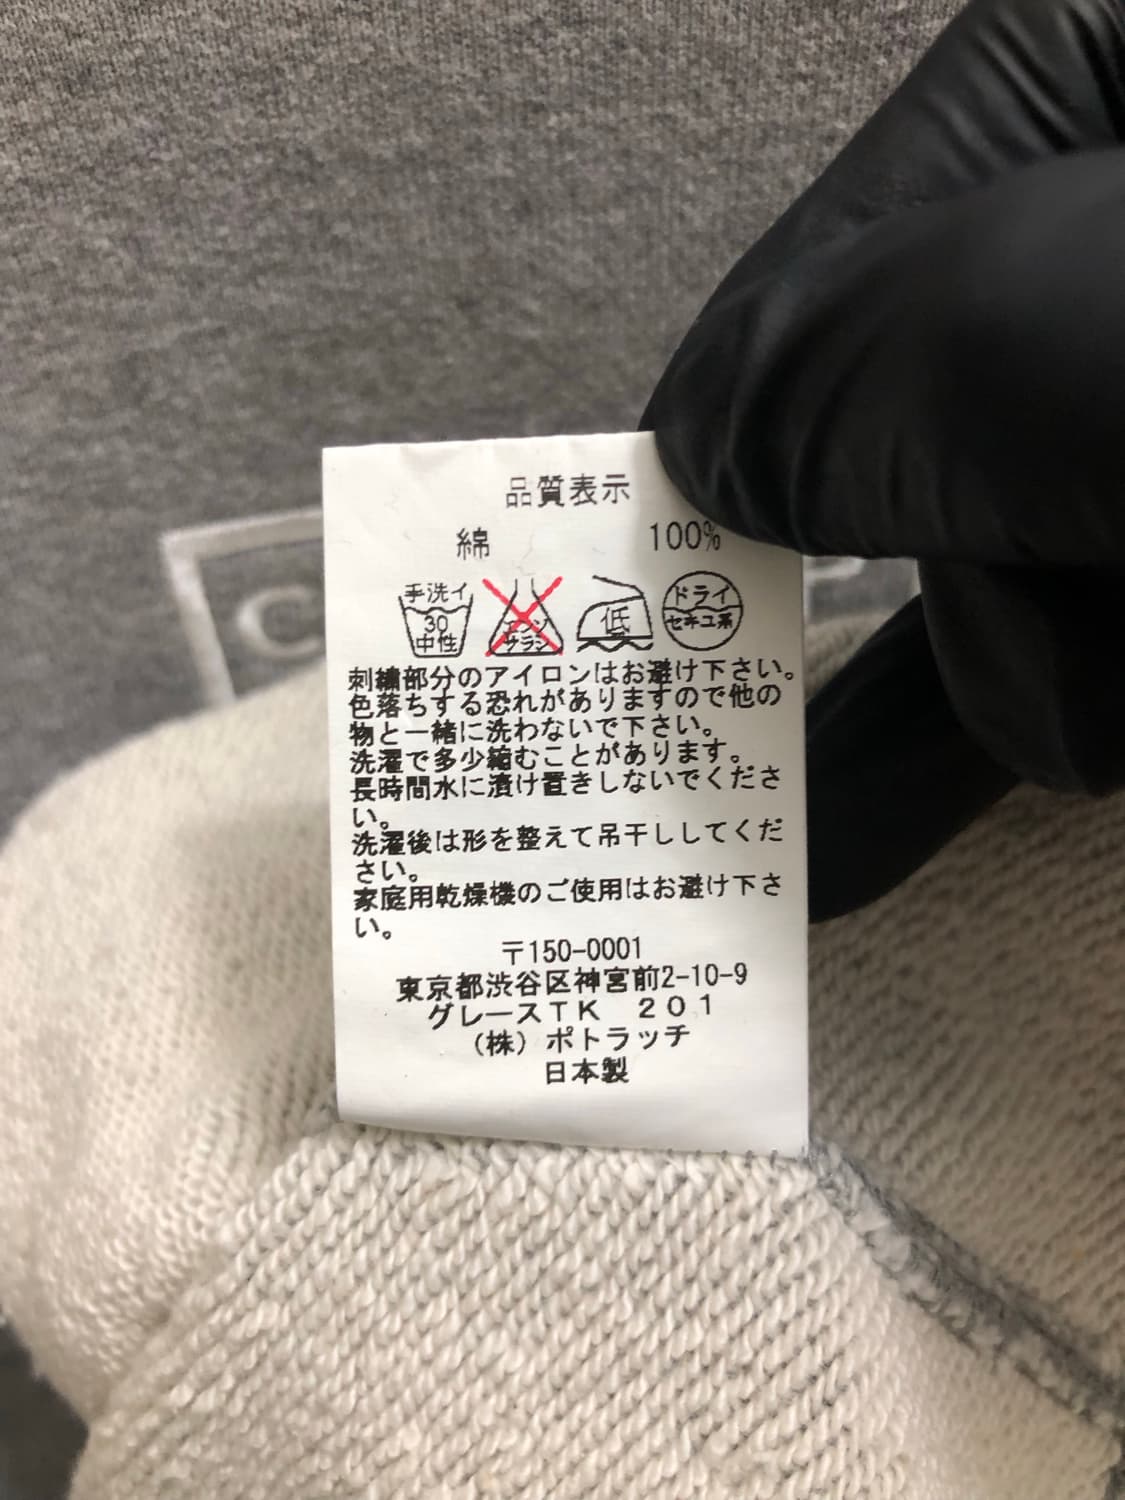 品質表示
綿 100%
手洗イ
30
中性
エンソ
サラシ
低
ドライ
セキユ系
刺繍部分のアイロンはお避け下さい。
色落ちする恐れがありますので他の
物と一緒に洗わないで下さい。
洗濯で多少縮むことがあります。
長時間水に漬け置きしないでくださ
い。
洗濯後は形を整えて吊干ししてくだ
さい。
家庭用乾燥機のご使用はお避け下さ
い。
〒150-0001
東京都渋谷区神宮前2-10-9
グレースTK 201
(株)ポトラッチ
日本製